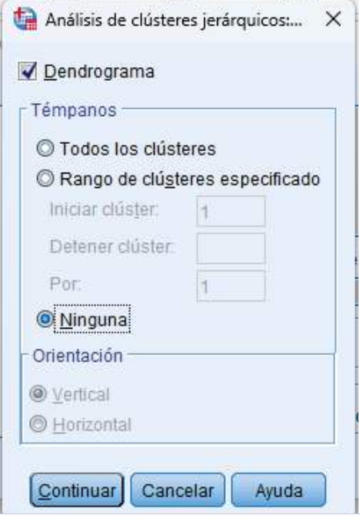 Análisis de clústeres jerárquicos:...
Dendrograma
Témpanos
Todos los clústeres
Rango de clústeres especificado
Iniciar clúster: 1
Detener clúster:
Por: 1
Ninguna
Orientación
Vertical
Horizontal
Continuar Cancelar Ayuda